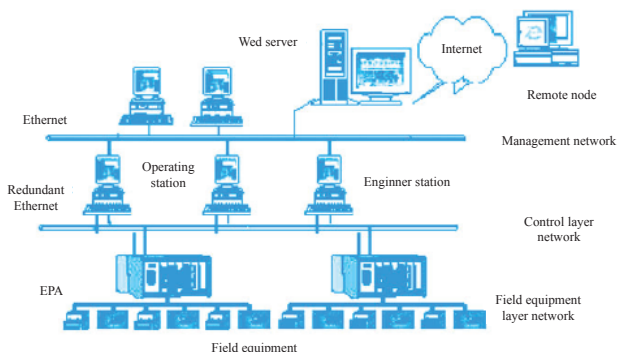 Wed server
Internet
Remote node
Ethernet
Management network
Operating
station
Enginner station
Redundant
Ethernet
Control layer
network
EPA
Field equipment
layer network
Field equipment